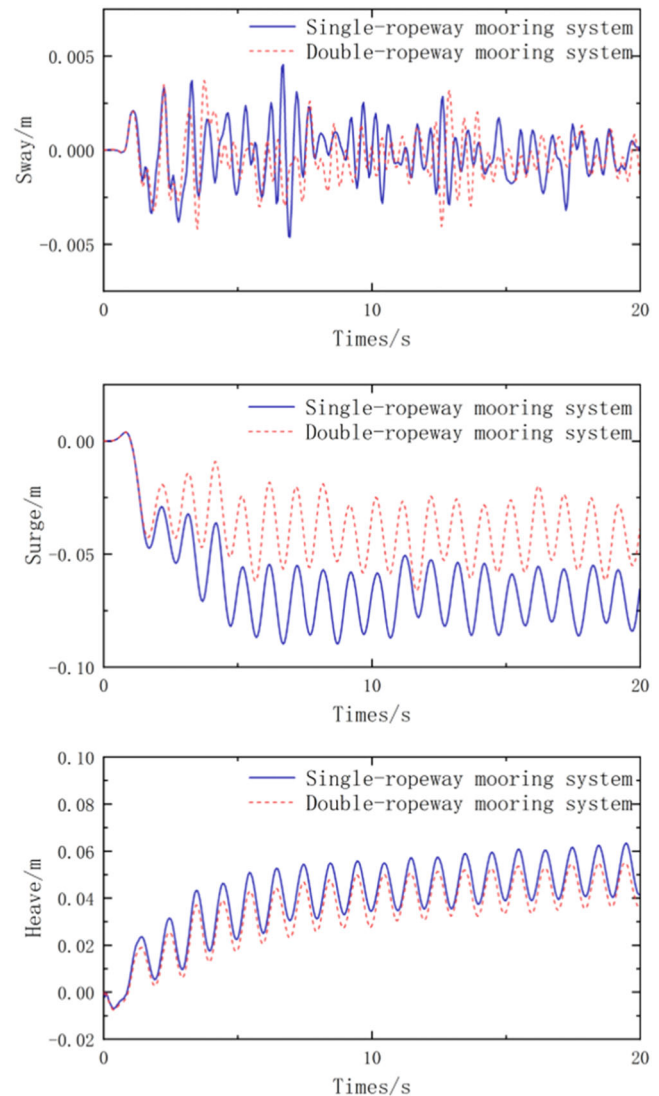 Single-ropeway mooring system
Double-ropeway mooring system
0.005
0.000
-0.005
Sway/m
0
10
20
Times/s
Single-ropeway mooring system
Double-ropeway mooring system
0.00
-0.05
-0.10
Surge/m
0
10
20
Times/s
0.10
Single-ropeway mooring system
0.08
Double-ropeway mooring system
0.06
0.04
0.02
0.00
-0.02
Heave/m
0
10
20
Times/s